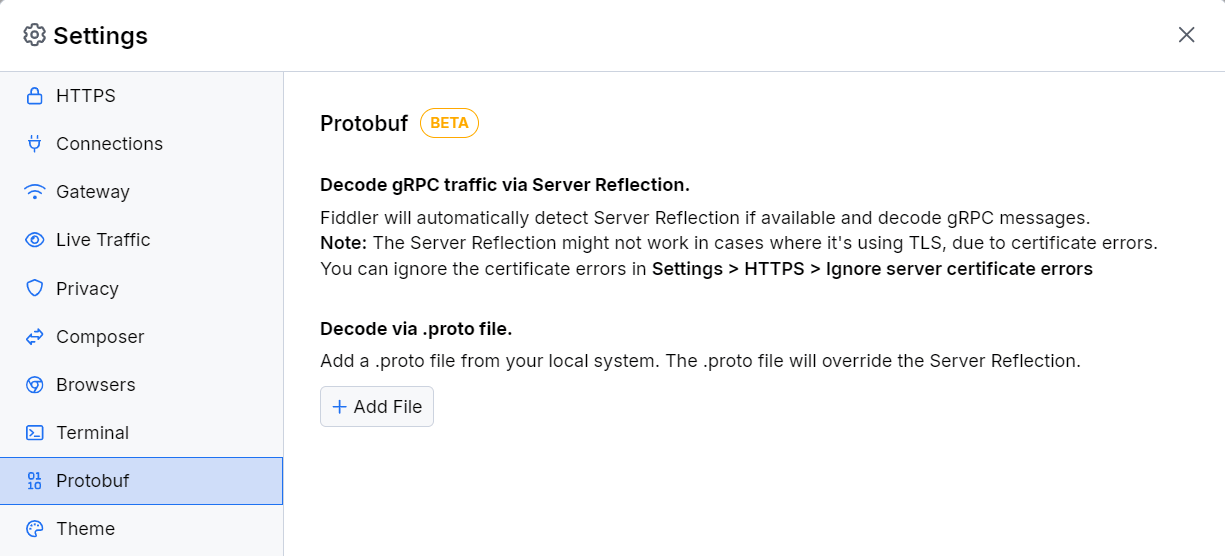 Settings
HTTPS
Connections
Gateway
Live Traffic
Privacy
Composer
Browsers
Terminal
Protobuf
Theme
Protobuf BETA
Decode gRPC traffic via Server Reflection.
Fiddler will automatically detect Server Reflection if available and decode gRPC messages.
Note: The Server Reflection might not work in cases where it's using TLS, due to certificate errors.
You can ignore the certificate errors in Settings > HTTPS > Ignore server certificate errors
Decode via .proto file.
Add a .proto file from your local system. The .proto file will override the Server Reflection.
+ Add File